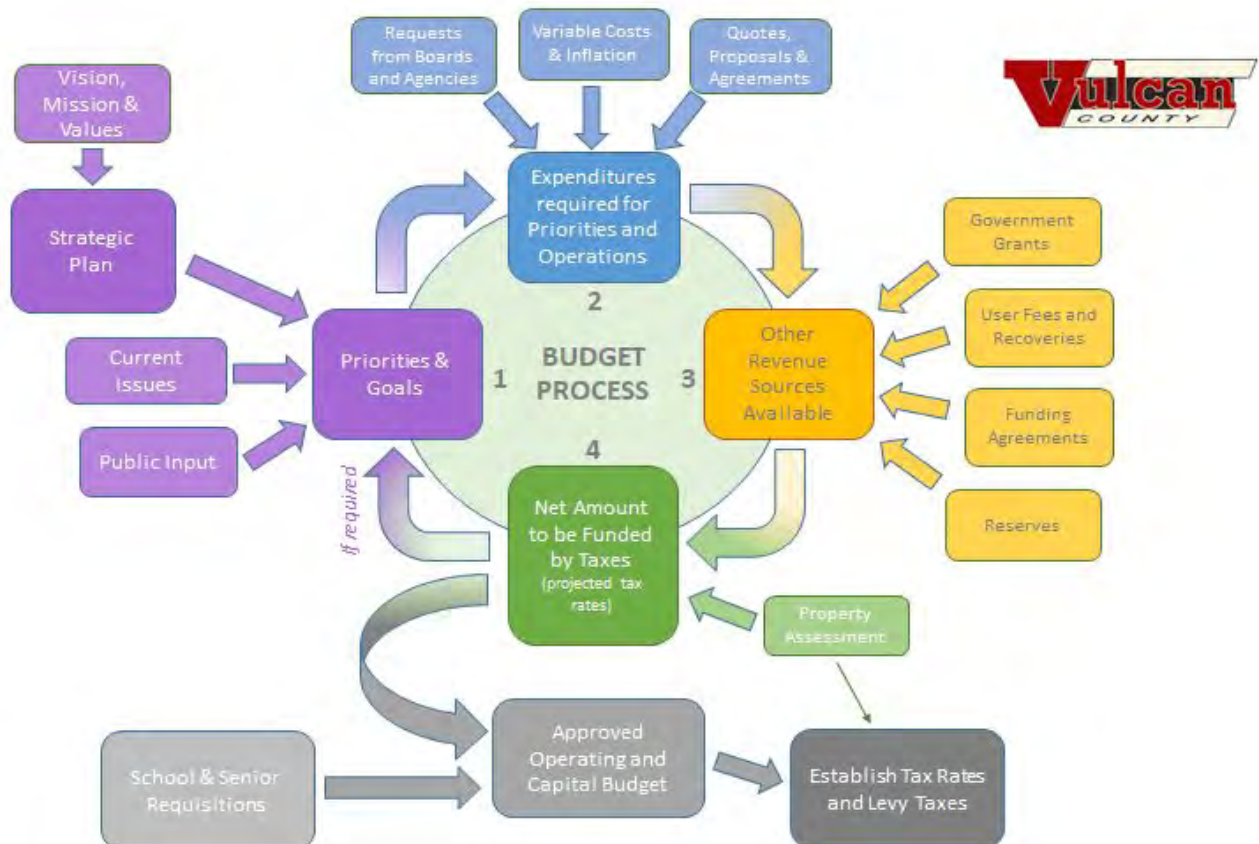 Requests
from Boards
and Agencies
Variable Costs
& Inflation
Quotes,
Proposals &
Agreements
Vulcan
COUNTY
Vision,
Mission &
Values
Strategic
Plan
Current
Issues
Public Input
Priorities &
Goals
Expenditures
required for
Priorities and
Operations
1
2
BUDGET
PROCESS
3
4
Other
Revenue
Sources
Available
Government
Grants
User Fees and
Recoveries
Funding
Agreements
Reserves
If required
Net Amount
to be Funded
by Taxes
(projected tax
rates)
Property
Assessment
School & Senior
Requisitions
Approved
Operating and
Capital Budget
Establish Tax Rates
and Levy Taxes